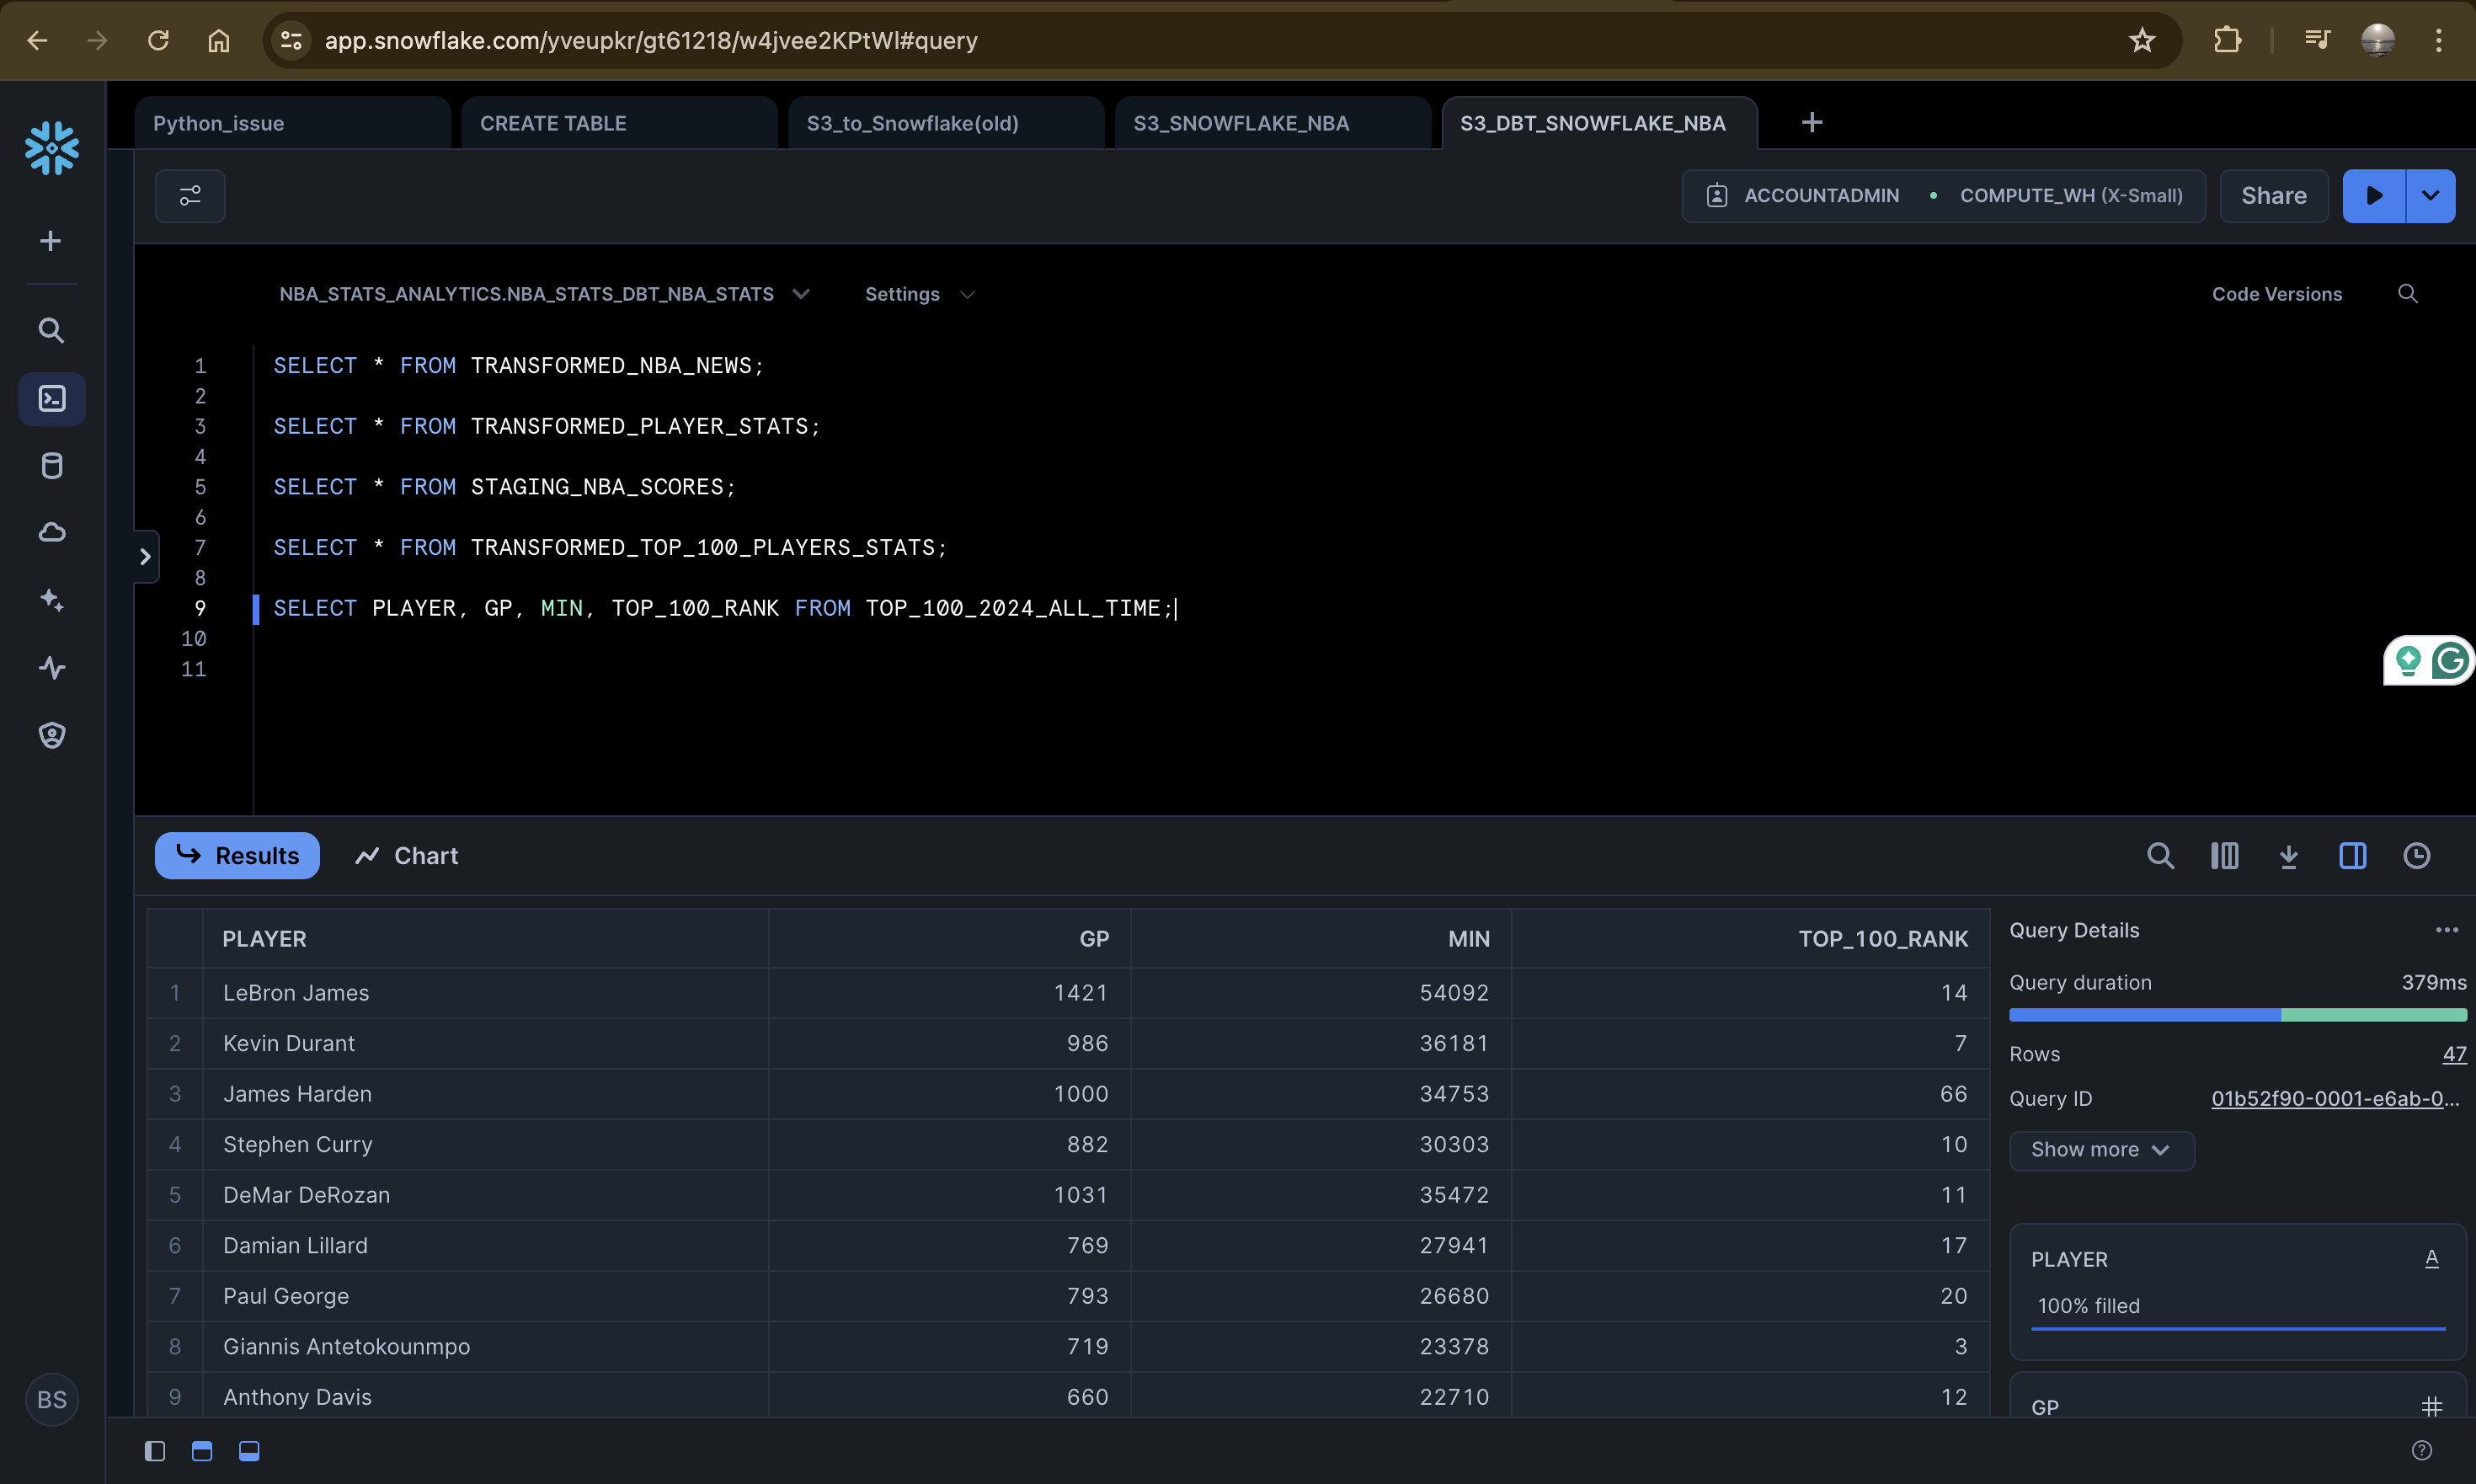 app.snowflake.com/yveupkr/gt61218/w4jvee2KPtWl#query
Python_issue CREATE TABLE S3_to_Snowflake(old) S3_SNOWFLAKE_NBA S3_DBT_SNOWFLAKE_NBA
ACCOUNTADMIN COMPUTE_WH (X-Small) Share
NBA_STATS_ANALYTICS.NBA_STATS_DBT_NBA_STATS Settings Code Versions
1 SELECT * FROM TRANSFORMED_NBA_NEWS;
2
3 SELECT * FROM TRANSFORMED_PLAYER_STATS;
4
5 SELECT * FROM STAGING_NBA_SCORES;
6
7 SELECT * FROM TRANSFORMED_TOP_100_PLAYERS_STATS;
8
9 SELECT PLAYER, GP, MIN, TOP_100_RANK FROM TOP_100_2024_ALL_TIME;
10
11
Results Chart
PLAYER GP MIN TOP_100_RANK
1 LeBron James 1421 54092 14
2 Kevin Durant 986 36181 7
3 James Harden 1000 34753 66
4 Stephen Curry 882 30303 10
5 DeMar DeRozan 1031 35472 11
6 Damian Lillard 769 27941 17
7 Paul George 793 26680 20
8 Giannis Antetokounmpo 719 23378 3
9 Anthony Davis 660 22710 12
Query Details
Query duration 379ms
Rows 47
Query ID 01b52f90-0001-e6ab-0...
Show more
PLAYER A
100% filled
GP #
BS